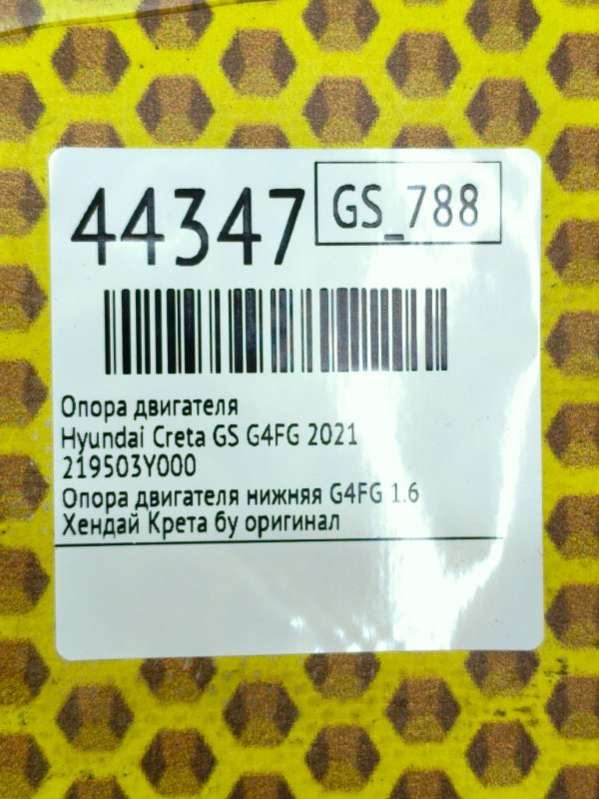 44347
GS_788
Опора двигателя
Hyundai Creta GS G4FG 2021
219503Y000
Опора двигателя нижняя G4FG 1.6
Хендай Крета бу оригинал